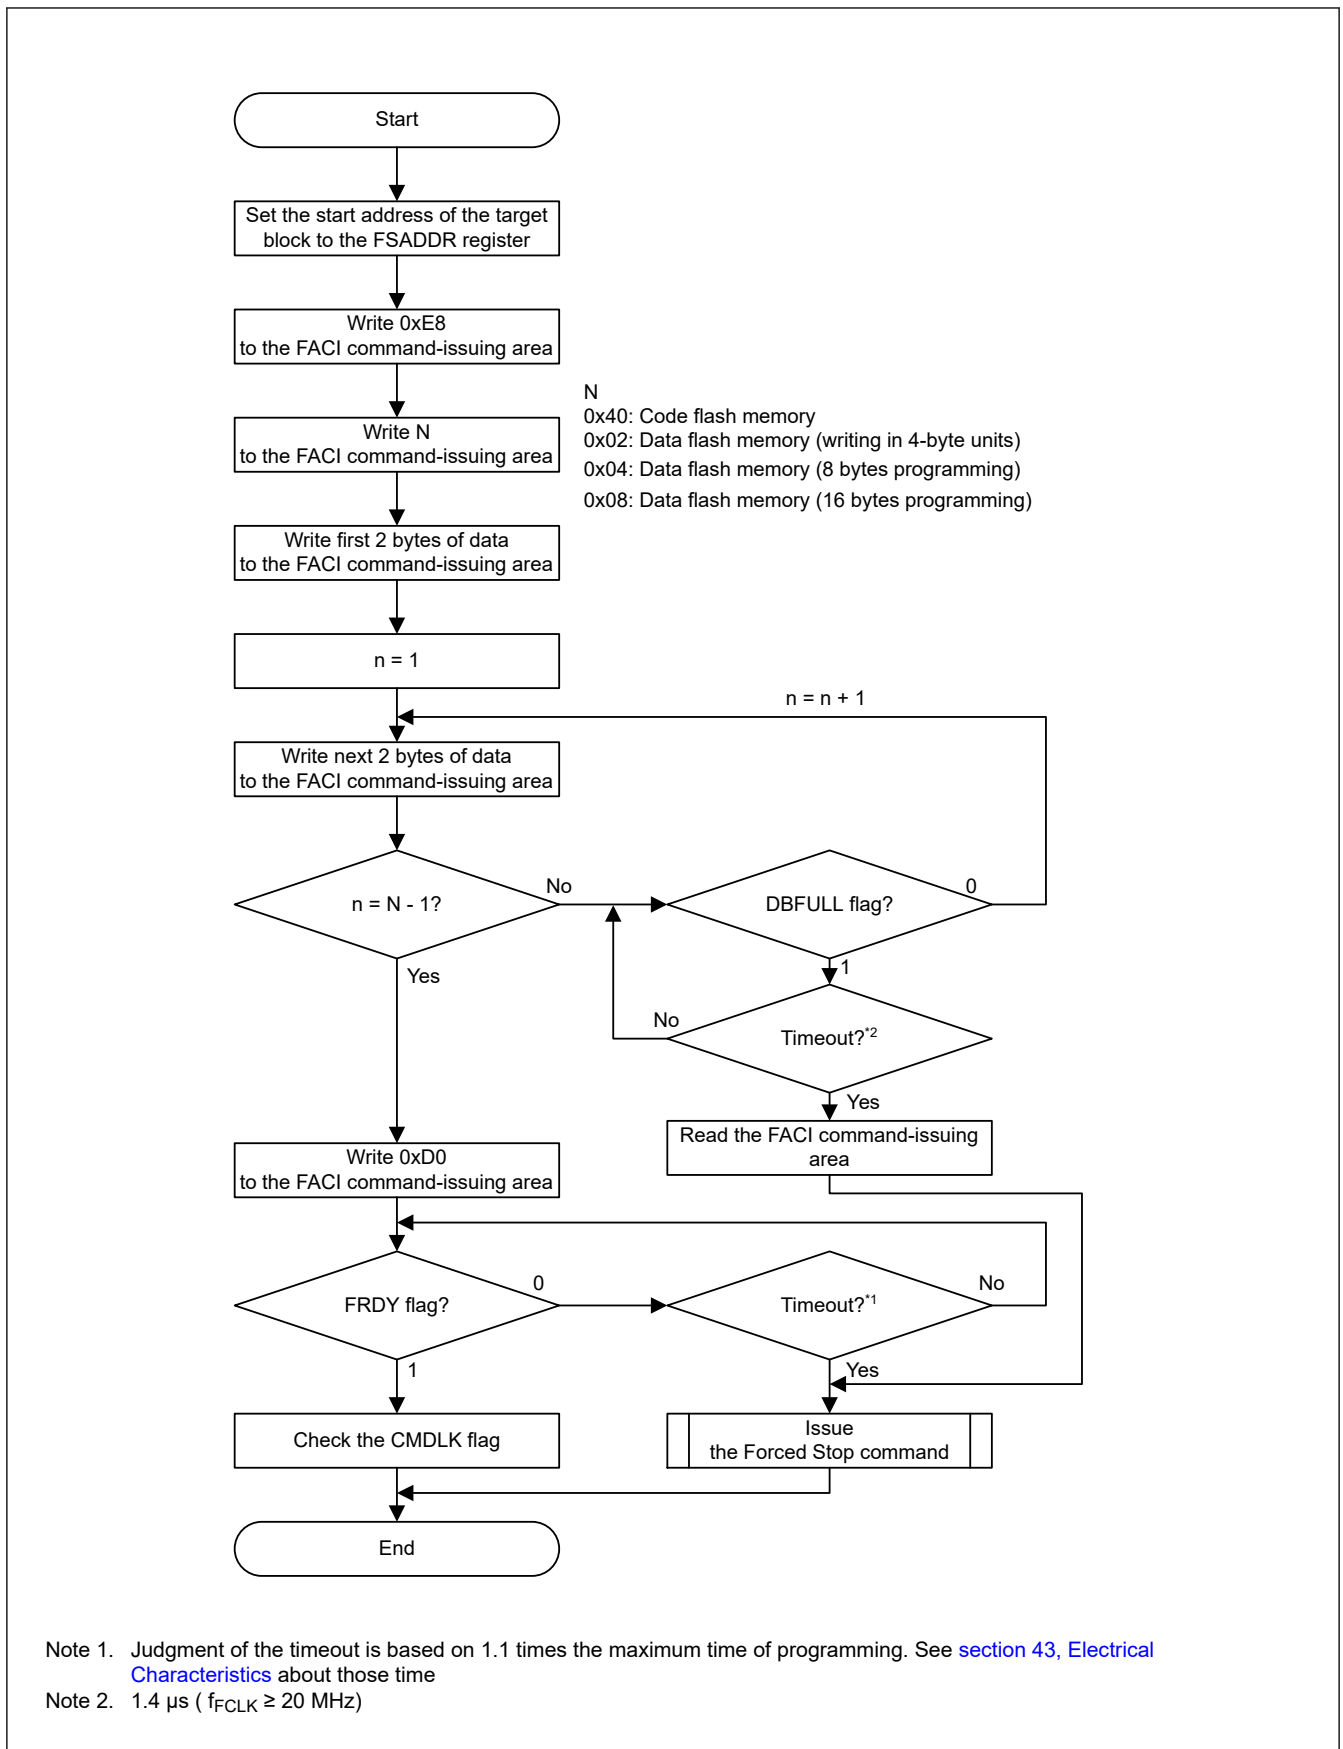 Start
Set the start address of the target
block to the FSADDR register
Write 0xE8
to the FACI command-issuing area
N
0x40: Code flash memory
0x02: Data flash memory (writing in 4-byte units)
0x04: Data flash memory (8 bytes programming)
0x08: Data flash memory (16 bytes programming)
Write N
to the FACI command-issuing area
Write first 2 bytes of data
to the FACI command-issuing area
n = 1
n = n + 1
Write next 2 bytes of data
to the FACI command-issuing area
n = N - 1?
No
DBFULL flag?
0
Yes
1
No
Timeout?*2
Yes
Read the FACI command-issuing
area
Write 0xD0
to the FACI command-issuing area
FRDY flag?
0
Timeout?*1
No
1
Yes
Check the CMDLK flag
Issue
the Forced Stop command
End
Note 1. Judgment of the timeout is based on 1.1 times the maximum time of programming. See section 43, Electrical
Characteristics about those time
Note 2. 1.4 µs ( fFCLK ≥ 20 MHz)